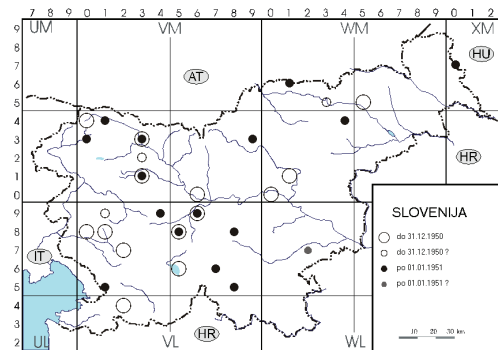 7 8 9 0 1 2 3 4 5 6 7 8 9 0 1 2 3 4 5 6 7 8 9 0 1 2
9 UM VM WM XM
8
7
6
5
4
3
2
1
0
9
8
7
6
5
4
3
2
HU
AT
HR
IT
HR
UL VL WL
SLOVENIJA
do 31.12.1950
do 31.12.1950 ?
po 01.01.1951
po 01.01.1951 ?
10 20 30 km